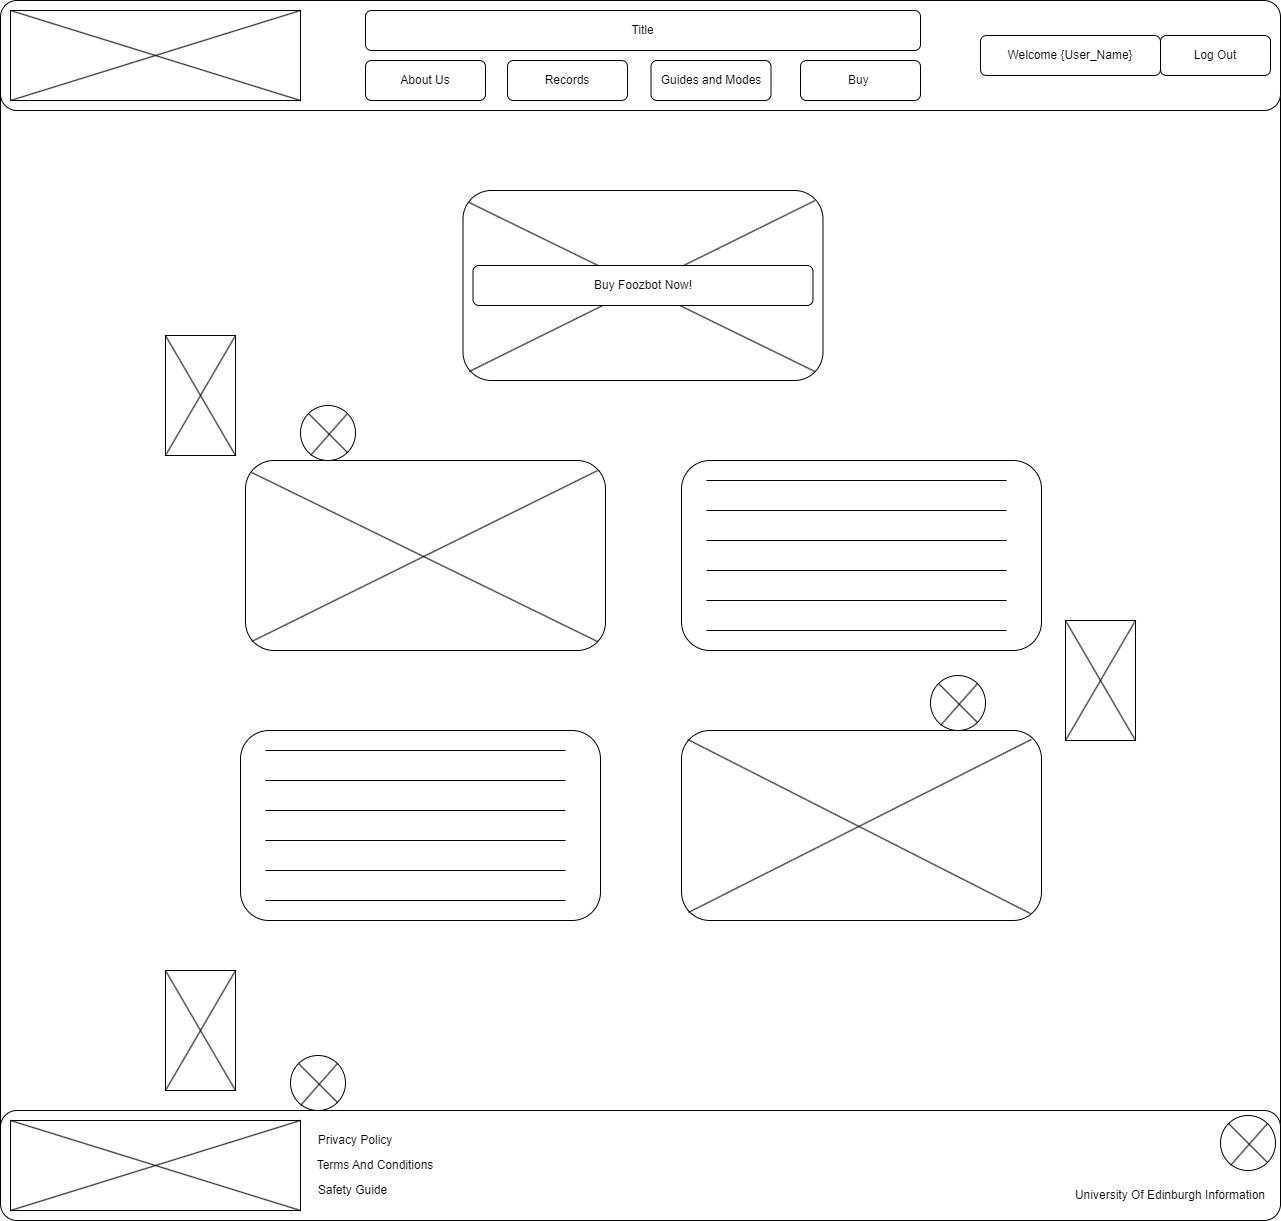 Title
About Us
Records
Guides and Modes
Buy
Welcome {User_Name}
Log Out
Buy Foozbot Now!
Privacy Policy
Terms And Conditions
Safety Guide
University Of Edinburgh Information